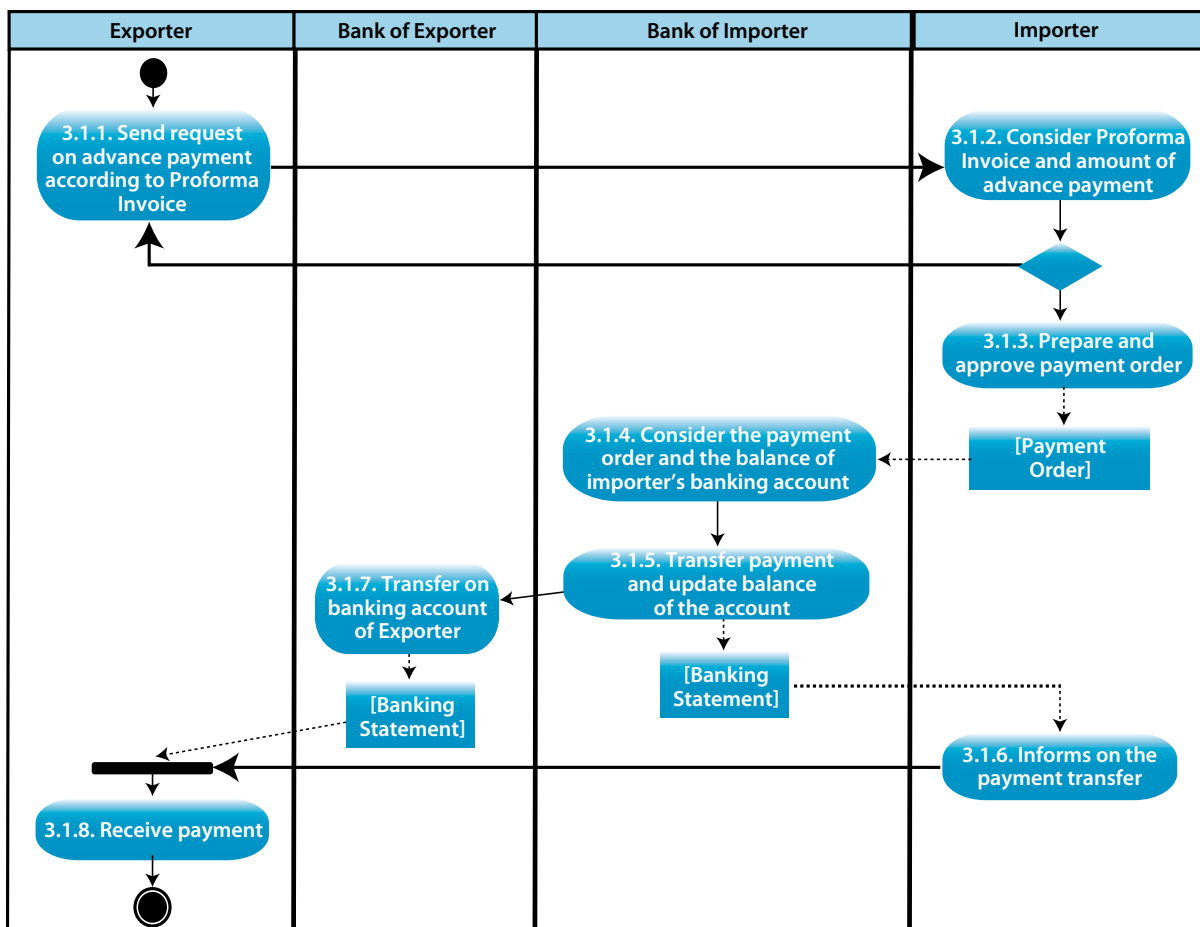 Exporter
Bank of Exporter
Bank of Importer
Importer
3.1.1. Send request
on advance payment
according to Proforma
Invoice
3.1.2. Consider Proforma
Invoice and amount of
advance payment
3.1.3. Prepare and
approve payment order
[Payment
Order]
3.1.4. Consider the payment
order and the balance of
importer’s banking account
3.1.5. Transfer payment
and update balance
of the account
3.1.7. Transfer on
banking account
of Exporter
[Banking
Statement]
[Banking
Statement]
3.1.6. Informs on the
payment transfer
3.1.8. Receive payment